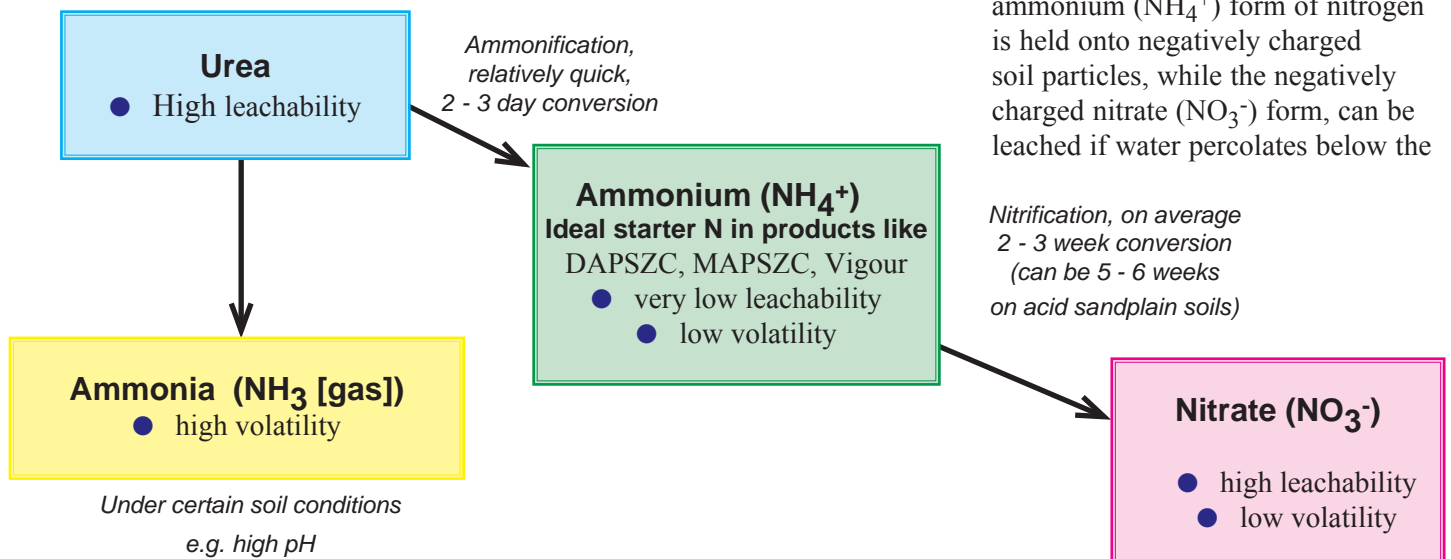 Urea
● High leachability
Ammonification,
relatively quick,
2 - 3 day conversion
ammonium (NH₄⁺) form of nitrogen
is held onto negatively charged
soil particles, while the negatively
charged nitrate (NO₃⁻) form, can be
leached if water percolates below the
Ammonium (NH₄⁺)
Ideal starter N in products like
DAPSZC, MAPSZC, Vigour
● very low leachability
● low volatility
Nitrification, on average
2 - 3 week conversion
(can be 5 - 6 weeks
on acid sandplain soils)
Ammonia (NH₃ [gas])
● high volatility
Under certain soil conditions
e.g. high pH
Nitrate (NO₃⁻)
● high leachability
● low volatility